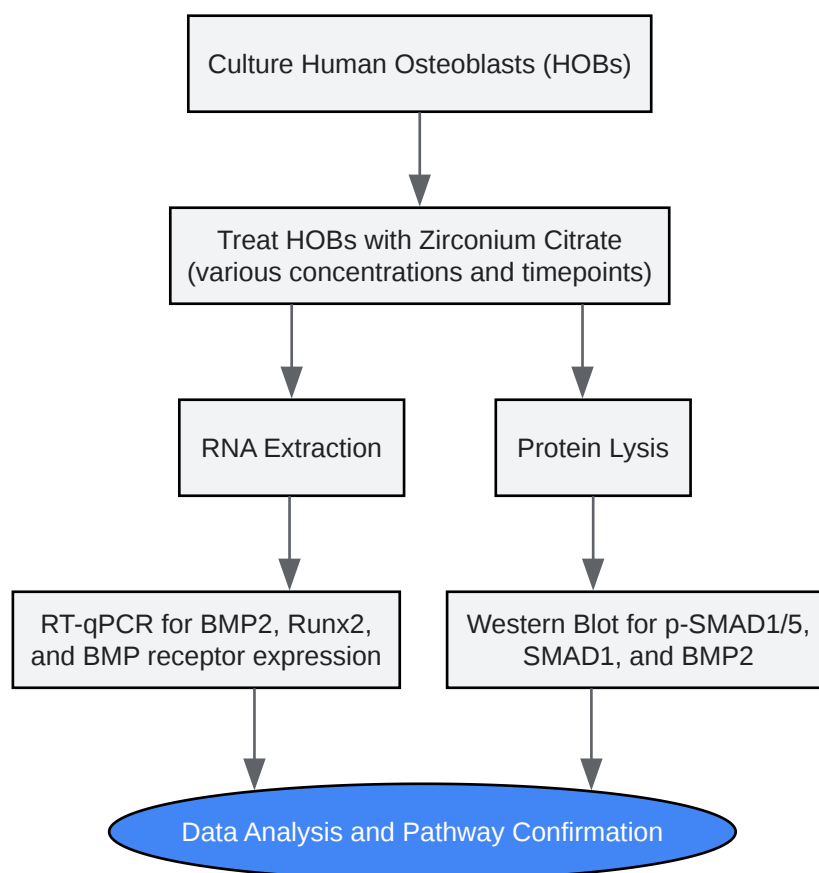 Culture Human Osteoblasts (HOBs)
Treat HOBs with Zirconium Citrate
(various concentrations and timepoints)
RNA Extraction
Protein Lysis
RT-qPCR for BMP2, Runx2,
and BMP receptor expression
Western Blot for p-SMAD1/5,
SMAD1, and BMP2
Data Analysis and Pathway Confirmation